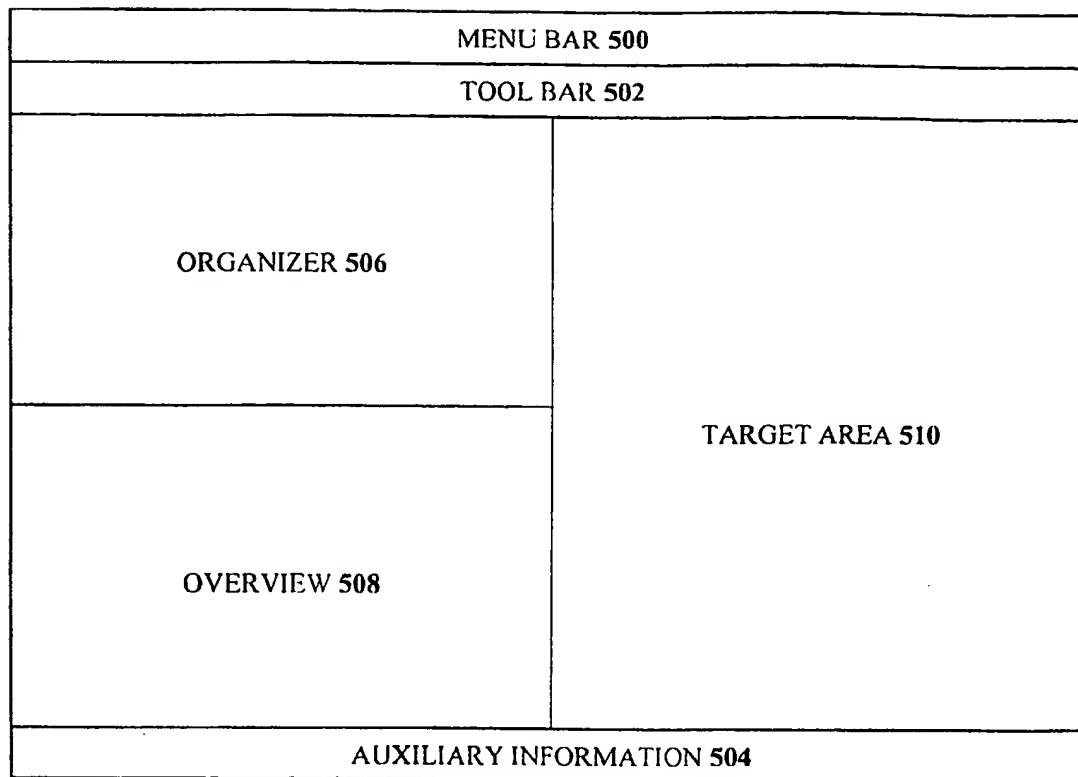 MENU BAR 500
TOOL BAR 502
ORGANIZER 506
TARGET AREA 510
OVERVIEW 508
AUXILIARY INFORMATION 504